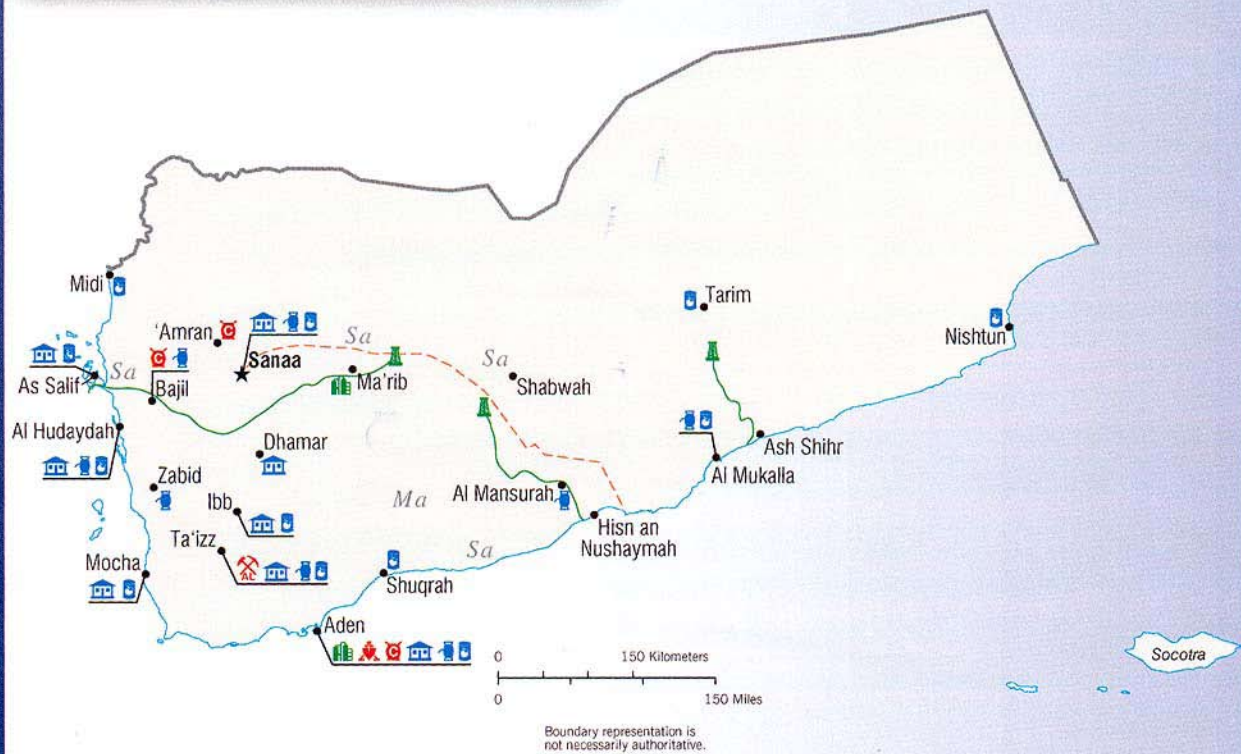 Midi
'Amran
Sanaa
Sa
Sa
Sa
Tarim
Nishtun
As Salif
Bajil
Ma'rib
Shabwah
Al Hudaydah
Dhamar
Ash Shihr
Al Mukalla
Zabid
Ibb
Ma
Al Mansurah
Ta'izz
Sa
Hisn an
Nushaymah
Mocha
Shuqrah
Aden
C
C
C
AL
0 150 Kilometers
0 150 Miles
Socotra
Boundary representation is
not necessarily authoritative.